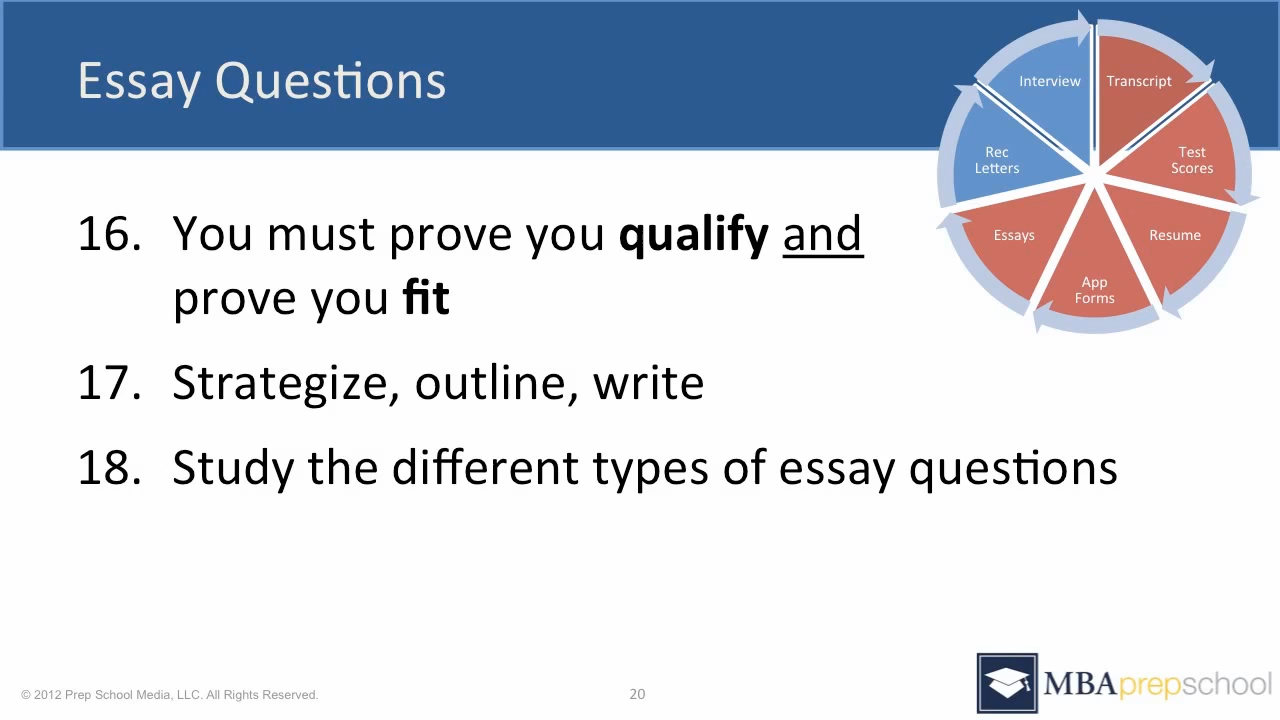 Essay Questions
Interview
Transcript
Rec
Letters
Test
Scores
Essays
Resume
App
Forms
16. You must prove you qualify and
prove you fit
17. Strategize, outline, write
18. Study the different types of essay questions
© 2012 Prep School Media, LLC. All Rights Reserved.
20
MBAprepschool